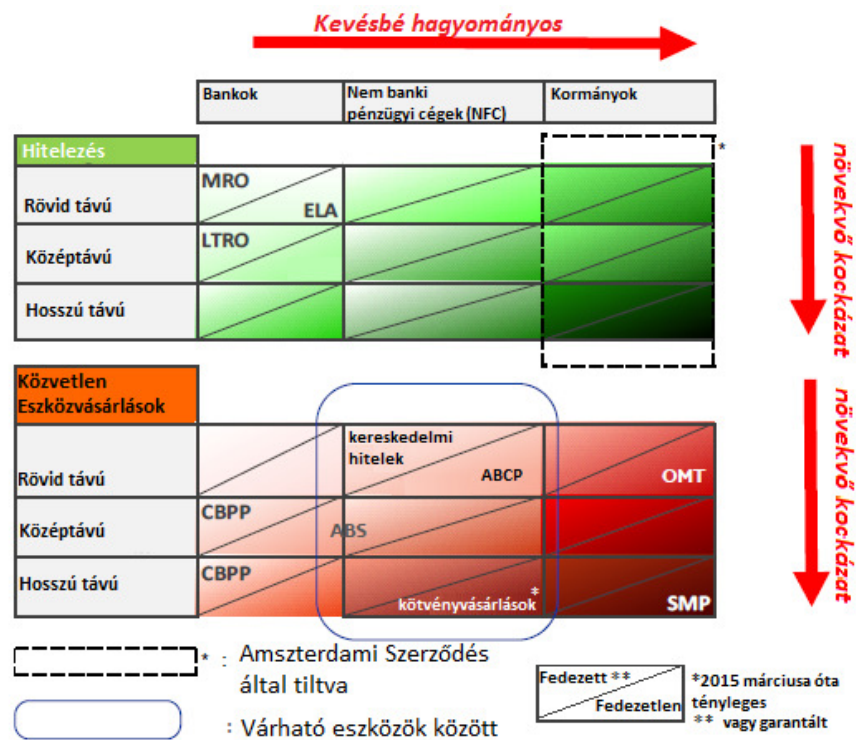 Kevésbé hagyományos
Bankok
Nem banki
pénzügyi cégek (NFC)
Kormányok
Hitelezés
*
MRO
Rövid távú
ELA
LTRO
Középtávú
Hosszú távú
növekvő kockázat
Közvetlen
Eszközvásárlások
kereskedelmi
hitelek
Rövid távú
ABCP
OMT
CBPP
Középtávú
ABS
CBPP
Hosszú távú
kötvényvásárlások *
SMP
növekvő kockázat
* : Amszterdami Szerződés
által tiltva
: Várható eszközök között
Fedezett **
Fedezetlen
*2015 márciusa óta
tényleges
** vagy garantált